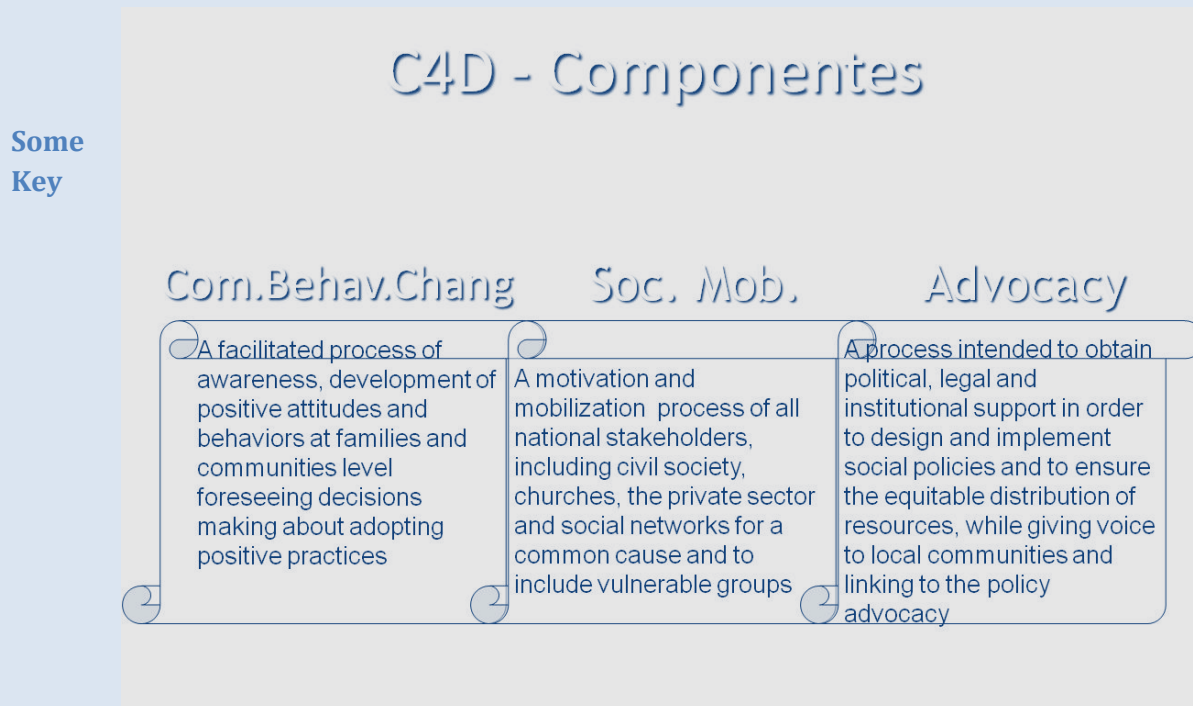 C4D - Componentes
Some
Key
Com.Behav.Chang
A facilitated process of
awareness, development of
positive attitudes and
behaviors at families and
communities level
foreseeing decisions
making about adopting
positive practices
Soc. Mob.
A motivation and
mobilization process of all
national stakeholders,
including civil society,
churches, the private sector
and social networks for a
common cause and to
include vulnerable groups
Advocacy
A process intended to obtain
political, legal and
institutional support in order
to design and implement
social policies and to ensure
the equitable distribution of
resources, while giving voice
to local communities and
linking to the policy
advocacy